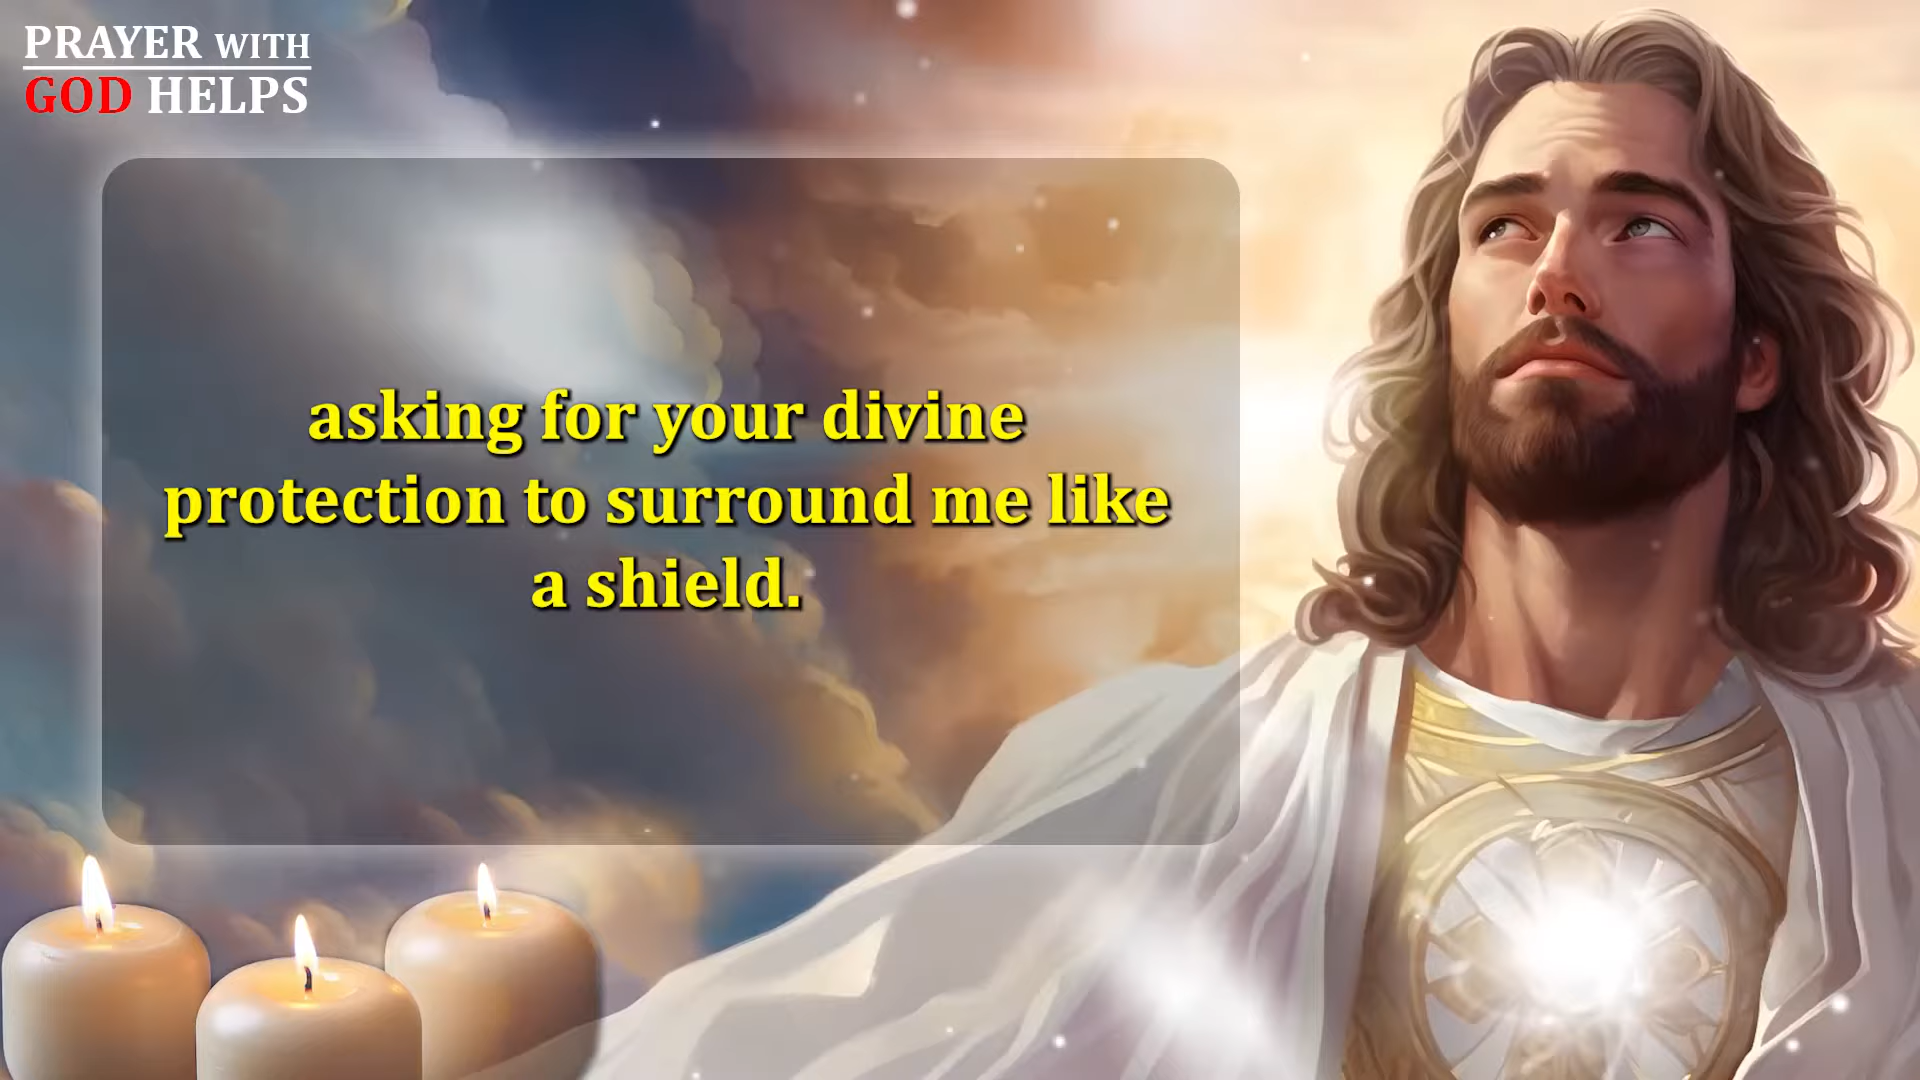 PRAYER WITH
GOD HELPS
asking for your divine
protection to surround me like
a shield.